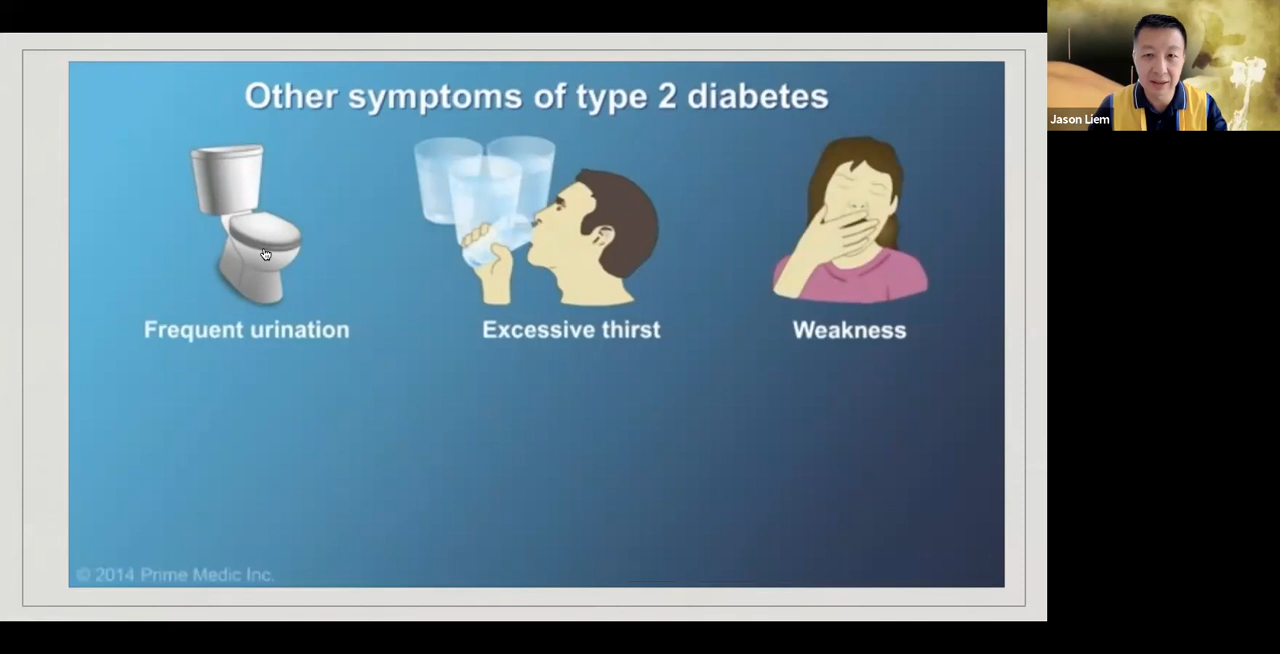 Other symptoms of type 2 diabetes
Jason Liem
Frequent urination
Excessive thirst
Weakness
© 2014 Prime Medic Inc.